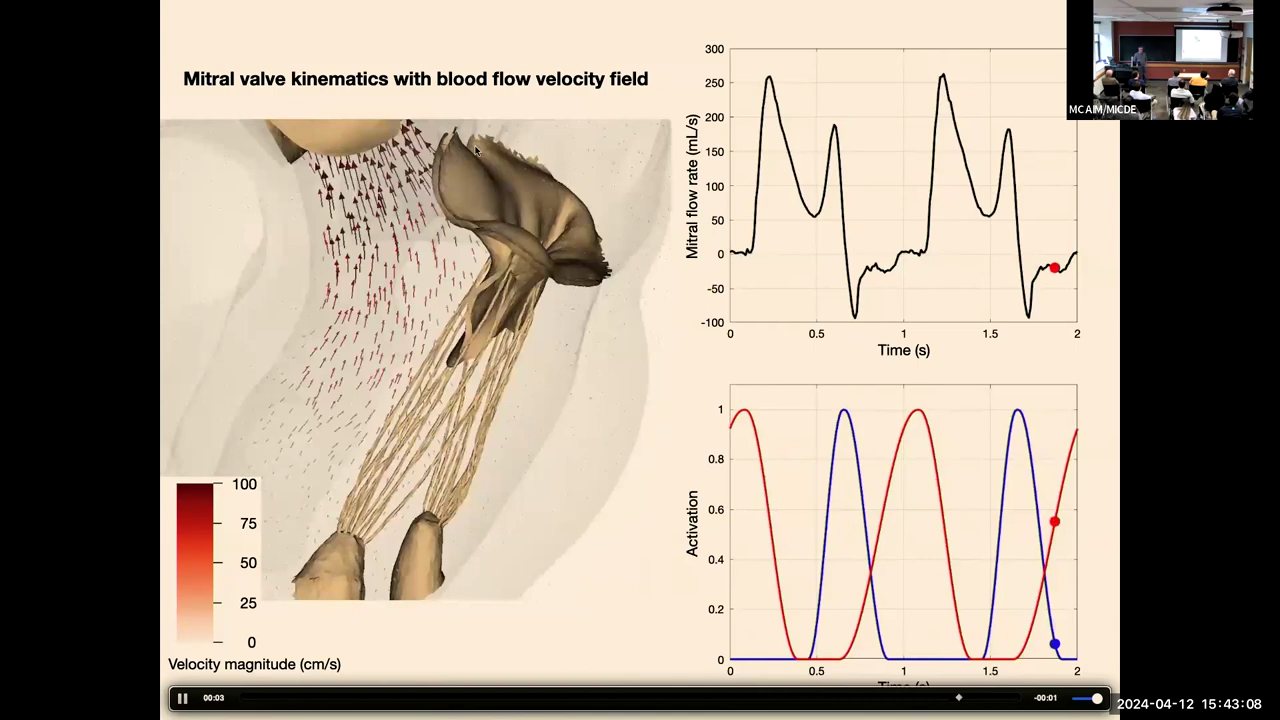 Mitral valve kinematics with blood flow velocity field
100
75
50
25
0
Velocity magnitude (cm/s)
300
250
200
150
100
50
0
-50
-100
Mitral flow rate (mL/s)
0 0.5 1 1.5 2
Time (s)
1
0.8
0.6
0.4
0.2
0
Activation
0 0.5 1 1.5 2
Time (s)
MCAIM/MICDE
00:03
-00:01
2024-04-12 15:43:08